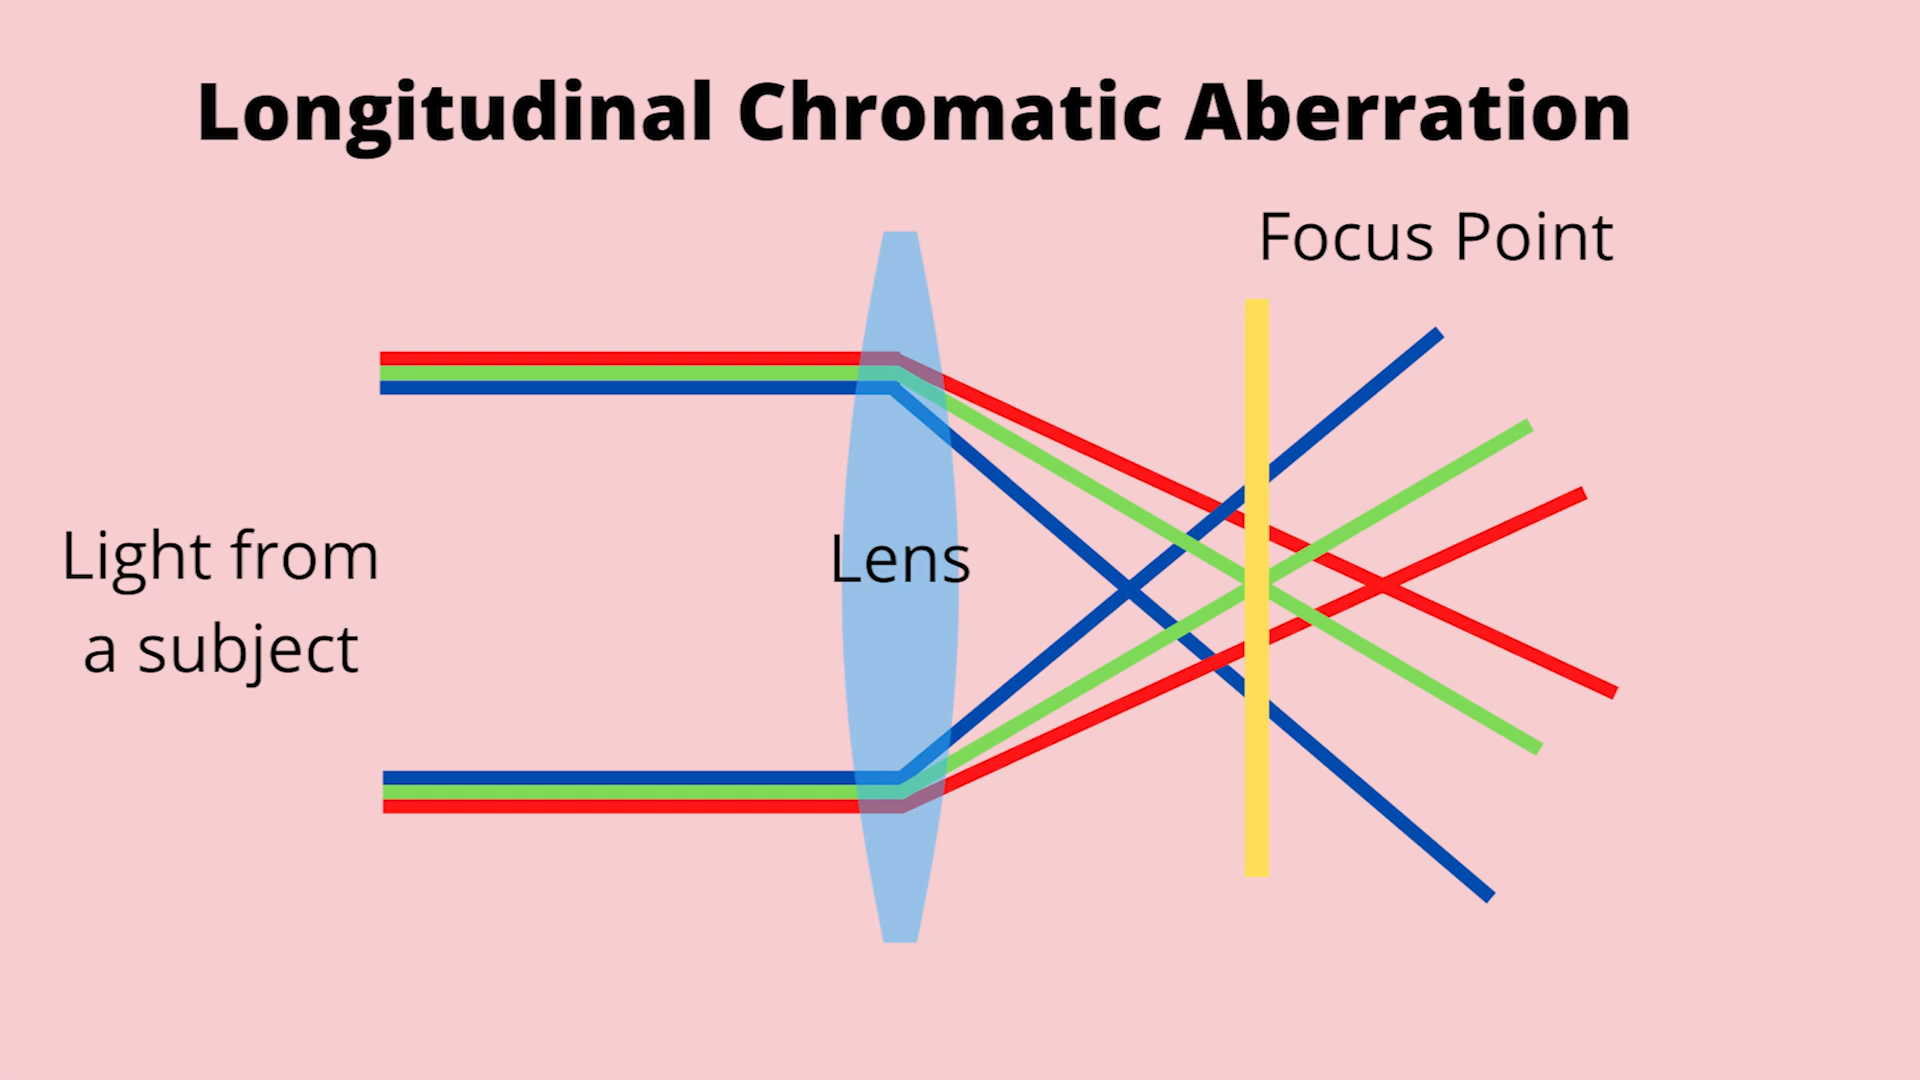 Longitudinal Chromatic Aberration
Focus Point
Light from
a subject
Lens